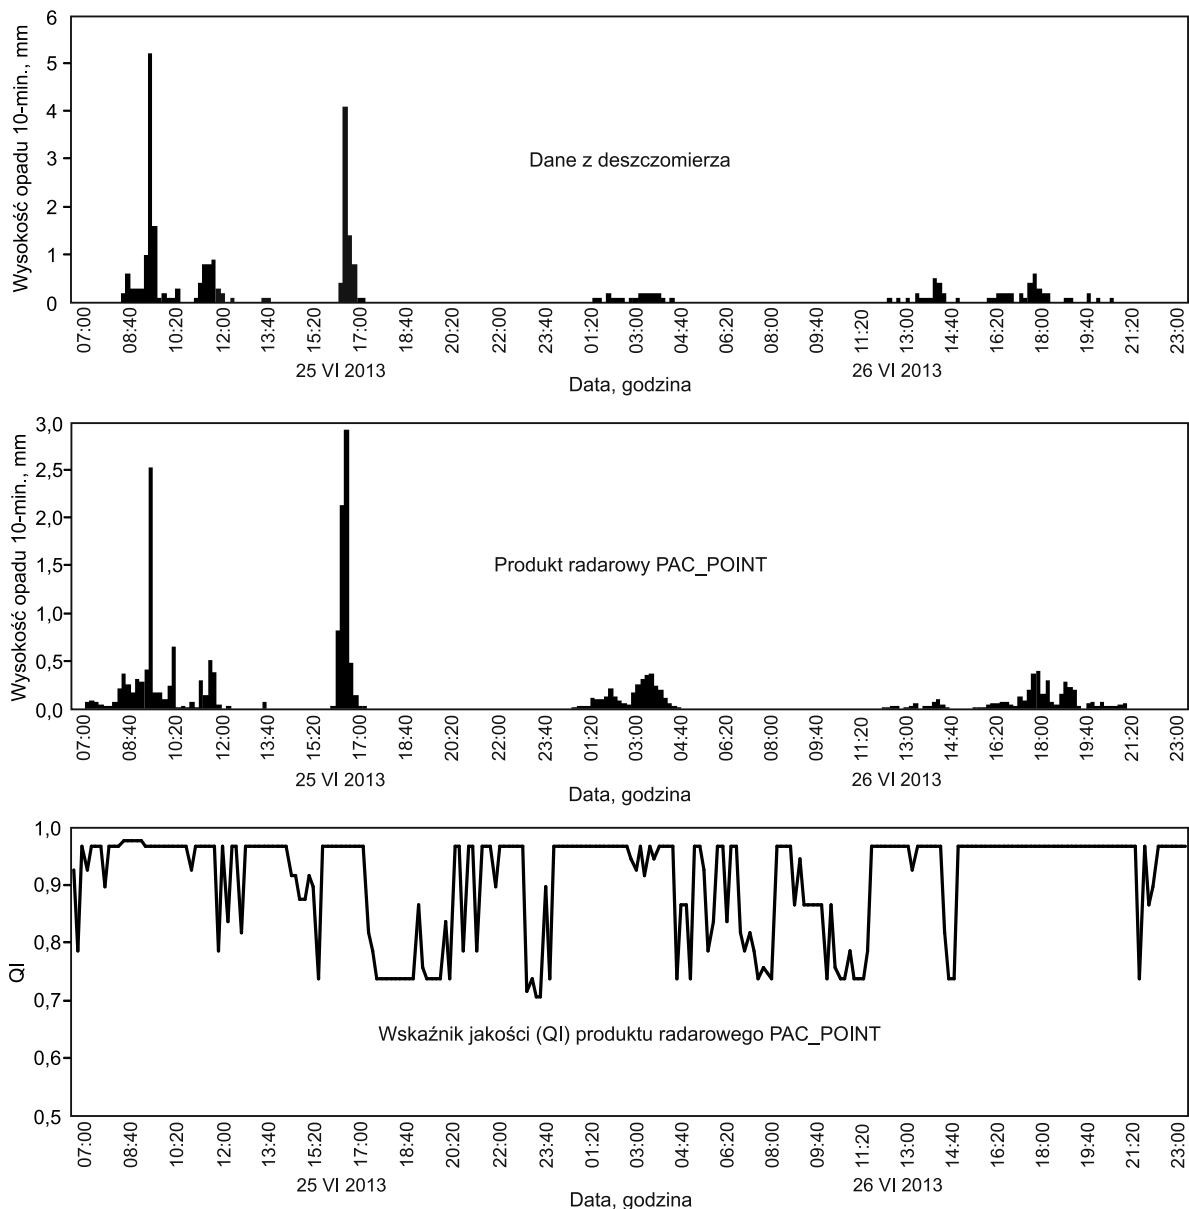 Wysokość opadu 10-min., mm
6
5
4
3
2
1
0
Dane z deszczomierza
07:00 08:40 10:20 12:00 13:40 15:20 17:00 18:40 20:20 22:00 23:40 01:20 03:00 04:40 06:20 08:00 09:40 11:20 13:00 14:40 16:20 18:00 19:40 21:20 23:00
25 VI 2013 26 VI 2013
Data, godzina
Wysokość opadu 10-min., mm
3,0
2,5
2,0
1,5
1,0
0,5
0,0
Produkt radarowy PAC_POINT
07:00 08:40 10:20 12:00 13:40 15:20 17:00 18:40 20:20 22:00 23:40 01:20 03:00 04:40 06:20 08:00 09:40 11:20 13:00 14:40 16:20 18:00 19:40 21:20 23:00
25 VI 2013 26 VI 2013
Data, godzina
QI
1,0
0,9
0,8
0,7
0,6
0,5
Wskaźnik jakości (QI) produktu radarowego PAC_POINT
07:00 08:40 10:20 12:00 13:40 15:20 17:00 18:40 20:20 22:00 23:40 01:20 03:00 04:40 06:20 08:00 09:40 11:20 13:00 14:40 16:20 18:00 19:40 21:20 23:00
25 VI 2013 26 VI 2013
Data, godzina